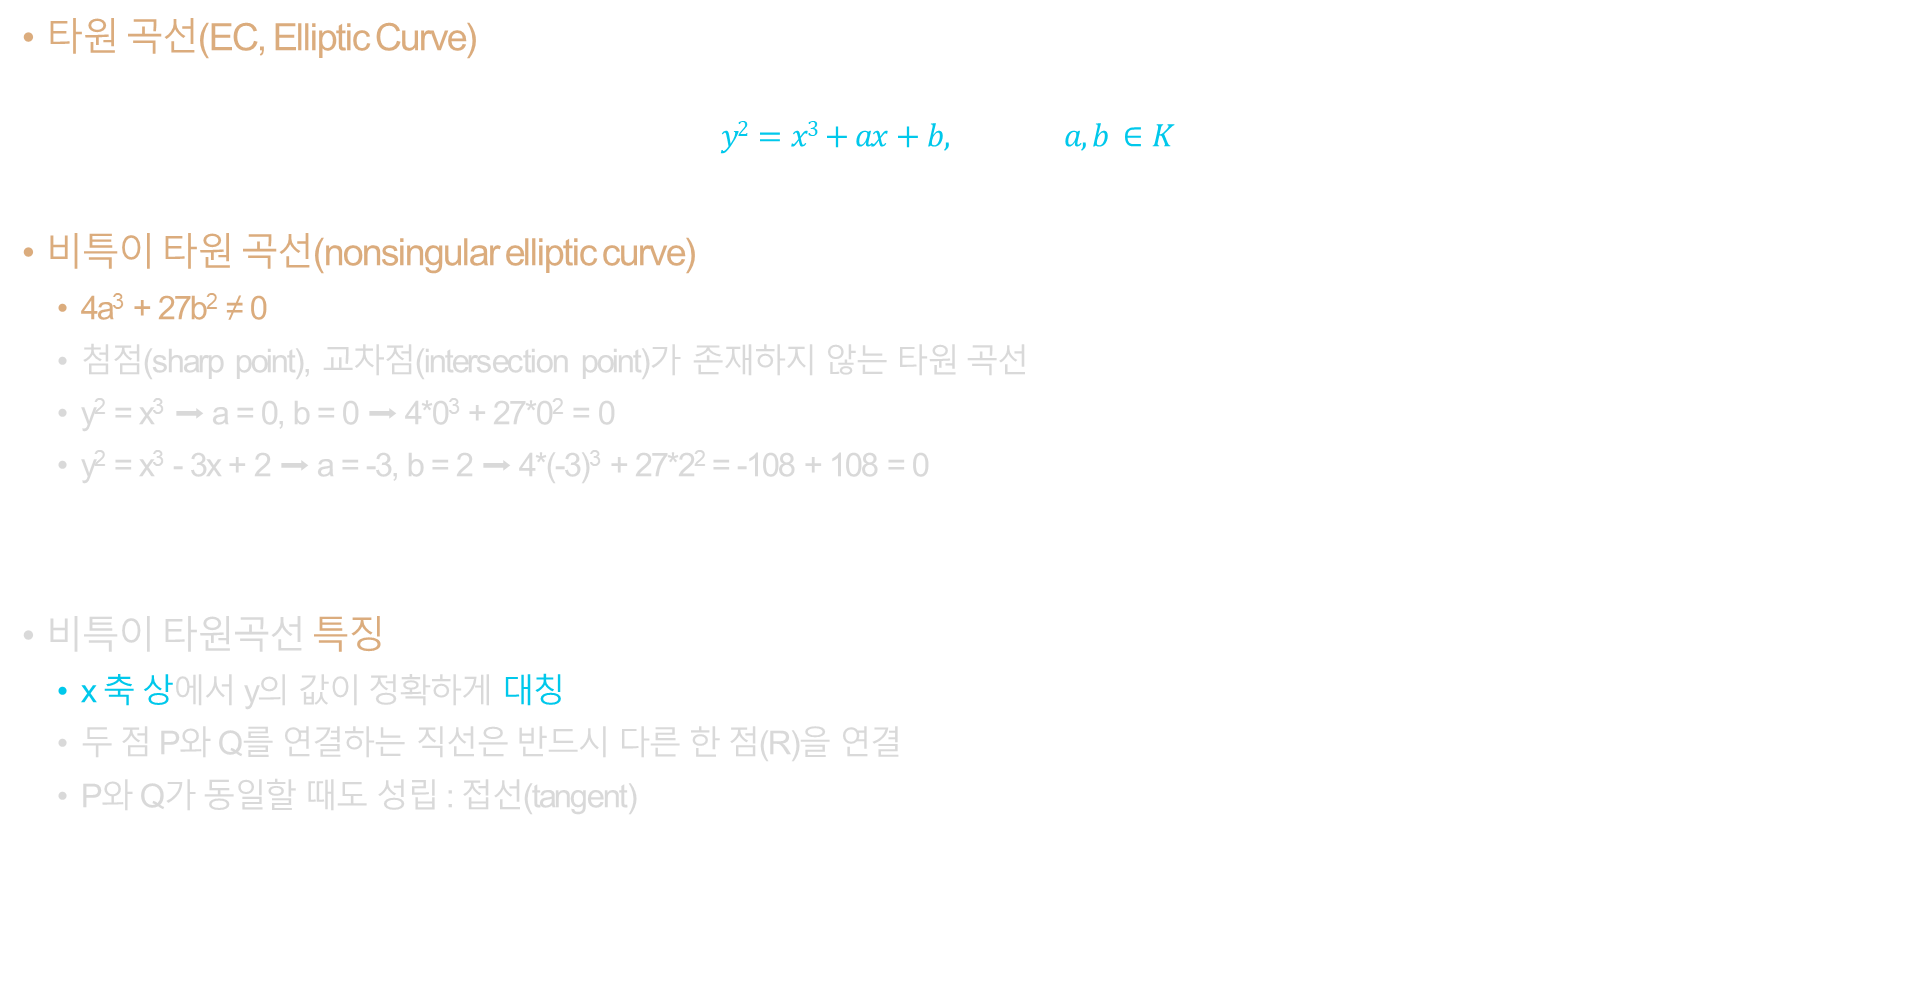 • 타원 곡선(EC, Elliptic Curve)
y² = x³ + ax + b, a, b ∈ K
• 비특이 타원 곡선(nonsingular elliptic curve)
• 4a³ + 27b² ≠ 0
• 첨점(sharp point), 교차점(intersection point)가 존재하지 않는 타원 곡선
• y² = x³ ➞ a = 0, b = 0 ➞ 4*0³ + 27*0² = 0
• y² = x³ - 3x + 2 ➞ a = -3, b = 2 ➞ 4*(-3)³ + 27*2² = -108 + 108 = 0
• 비특이 타원곡선 특징
• x 축 상에서 y의 값이 정확하게 대칭
• 두 점 P와 Q를 연결하는 직선은 반드시 다른 한 점(R)을 연결
• P와 Q가 동일할 때도 성립 : 접선(tangent)